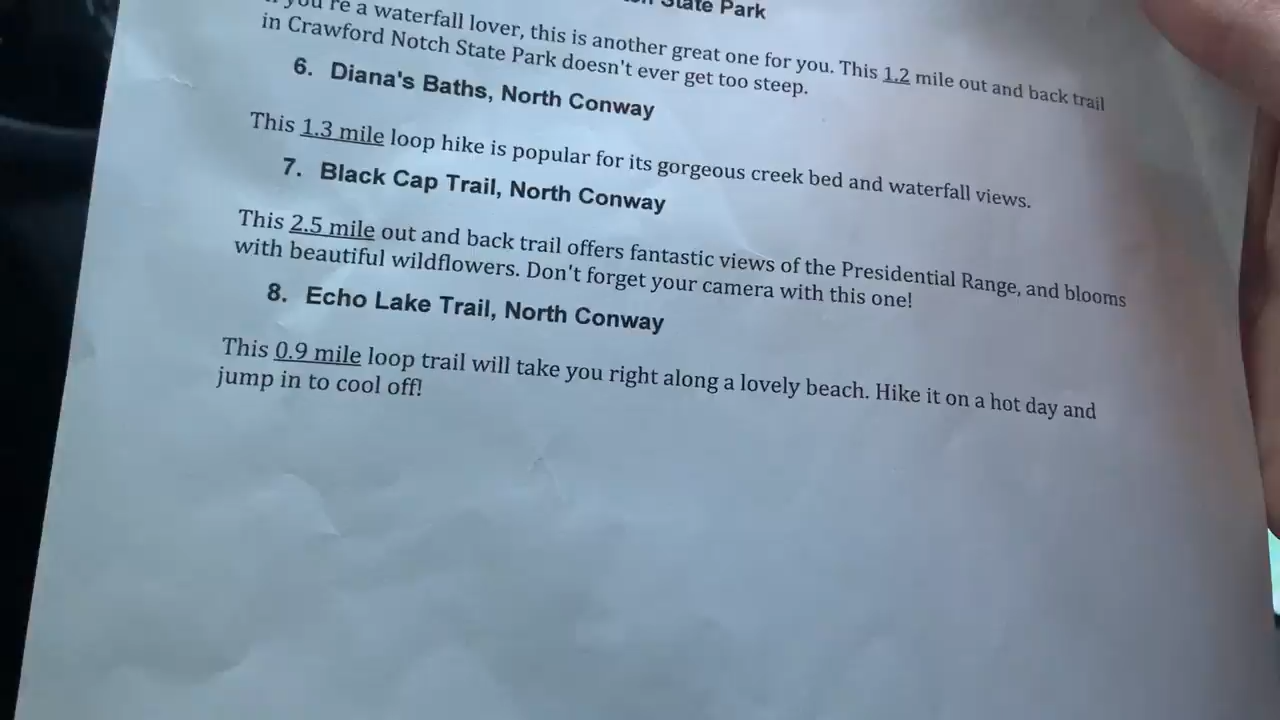 State Park
you're a waterfall lover, this is another great one for you. This 1.2 mile out and back trail
in Crawford Notch State Park doesn't ever get too steep.
6. Diana's Baths, North Conway
This 1.3 mile loop hike is popular for its gorgeous creek bed and waterfall views.
7. Black Cap Trail, North Conway
This 2.5 mile out and back trail offers fantastic views of the Presidential Range, and blooms
with beautiful wildflowers. Don't forget your camera with this one!
8. Echo Lake Trail, North Conway
This 0.9 mile loop trail will take you right along a lovely beach. Hike it on a hot day and
jump in to cool off!